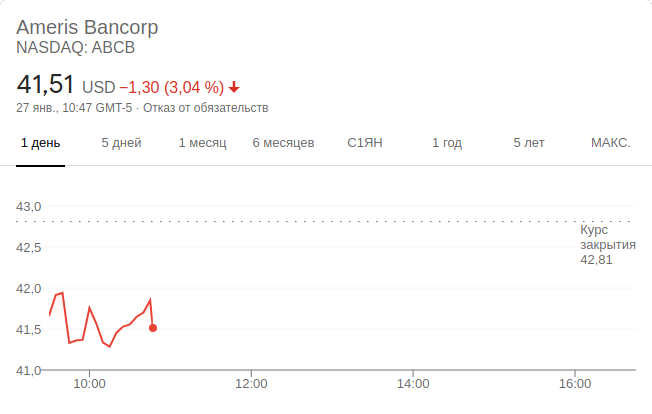 Ameris Bancorp
NASDAQ: ABCB
41,51 USD −1,30 (3,04 %)
27 янв., 10:47 GMT-5 · Отказ от обязательств
1 день 5 дней 1 месяц 6 месяцев С1ЯН 1 год 5 лет МАКС.
43,0
Курс
закрытия
42,81
42,5
42,0
41,5
41,0
10:00 12:00 14:00 16:00